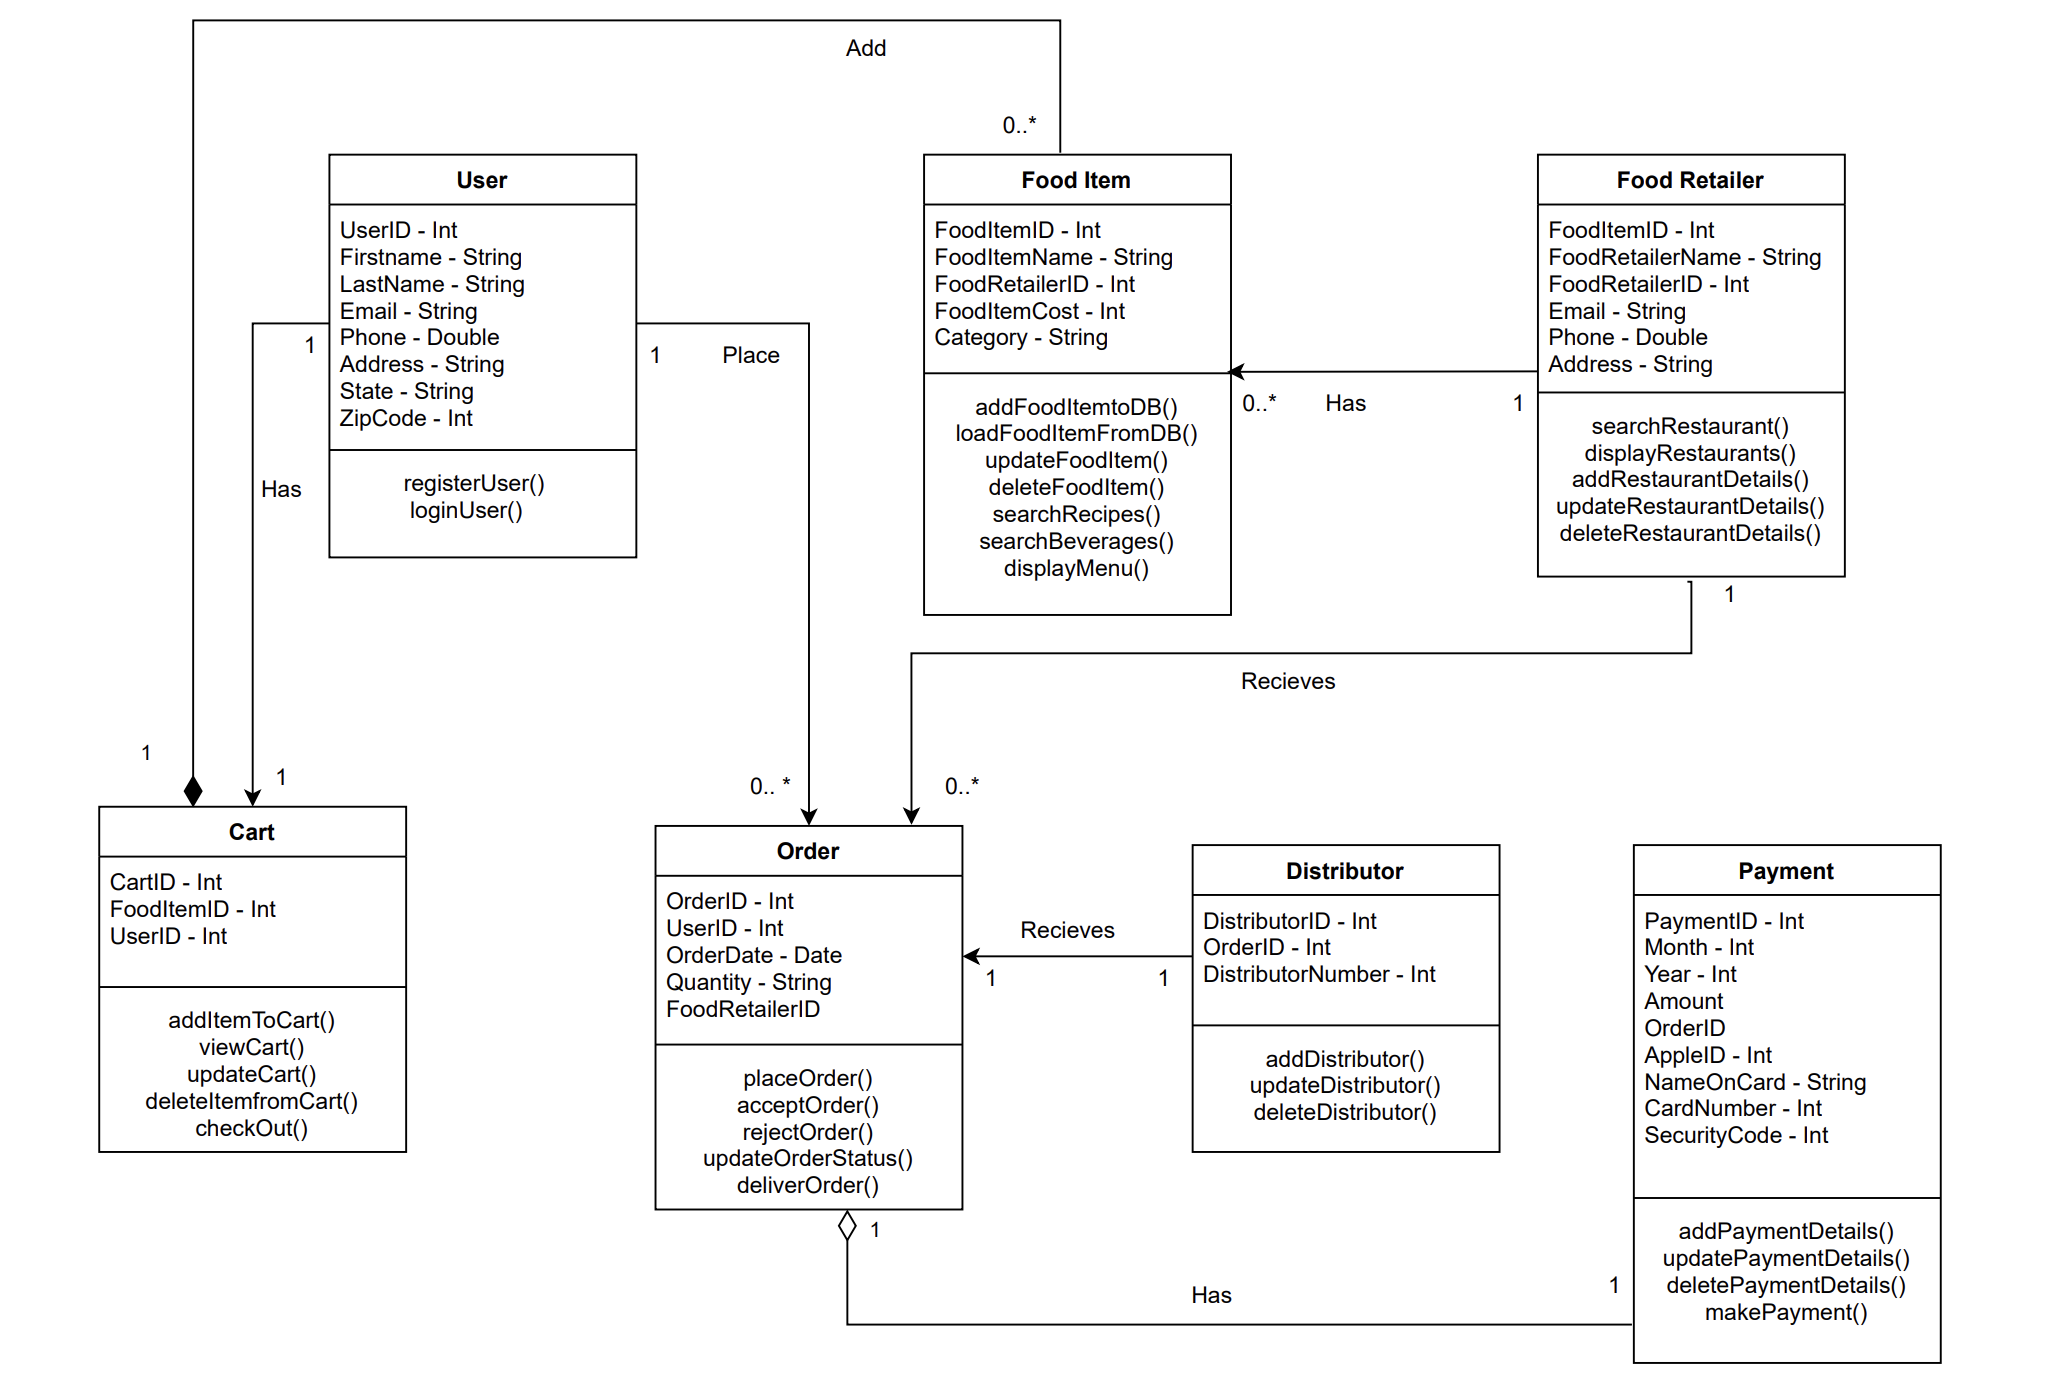 Add
0..*
User
UserID - Int
Firstname - String
LastName - String
Email - String
Phone - Double
Address - String
State - String
ZipCode - Int
registerUser()
loginUser()
1
Has
1
1
Place
0.. *
Food Item
FoodItemID - Int
FoodItemName - String
FoodRetailerID - Int
FoodItemCost - Int
Category - String
addFoodItemtoDB()
loadFoodItemFromDB()
updateFoodItem()
deleteFoodItem()
searchRecipes()
searchBeverages()
displayMenu()
0..*
Has
1
Food Retailer
FoodItemID - Int
FoodRetailerName - String
FoodRetailerID - Int
Email - String
Phone - Double
Address - String
searchRestaurant()
displayRestaurants()
addRestaurantDetails()
updateRestaurantDetails()
deleteRestaurantDetails()
1
Recieves
0..*
1
Cart
CartID - Int
FoodItemID - Int
UserID - Int
addItemToCart()
viewCart()
updateCart()
deleteItemfromCart()
checkOut()
Order
OrderID - Int
UserID - Int
OrderDate - Date
Quantity - String
FoodRetailerID
placeOrder()
acceptOrder()
rejectOrder()
updateOrderStatus()
deliverOrder()
Recieves
1
1
Distributor
DistributorID - Int
OrderID - Int
DistributorNumber - Int
addDistributor()
updateDistributor()
deleteDistributor()
Payment
PaymentID - Int
Month - Int
Year - Int
Amount
OrderID
AppleID - Int
NameOnCard - String
CardNumber - Int
SecurityCode - Int
addPaymentDetails()
updatePaymentDetails()
deletePaymentDetails()
makePayment()
1
Has
1